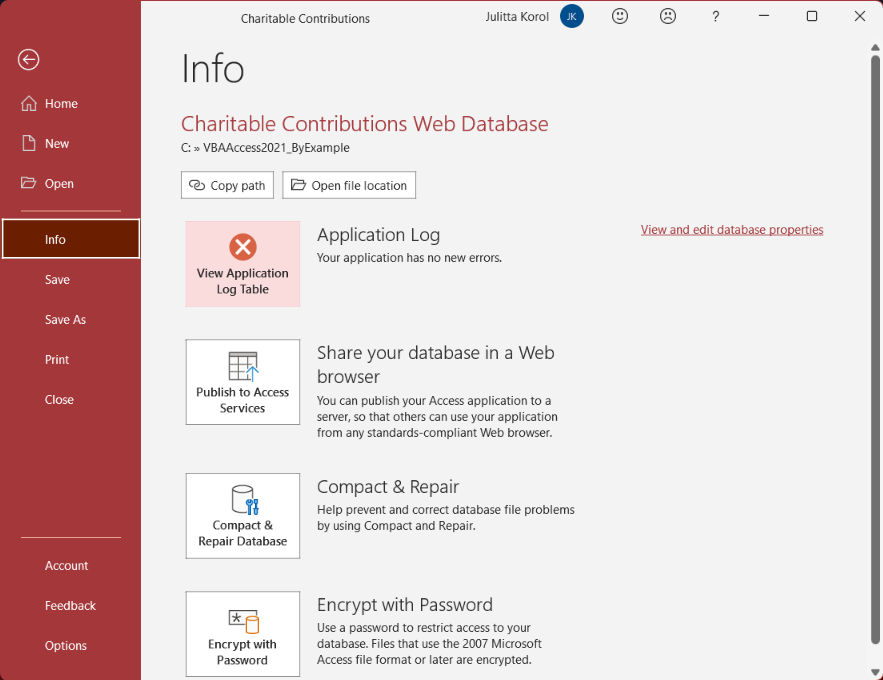 Charitable Contributions
Julitta Korol
JK
?
Home
New
Open
Info
Save
Save As
Print
Close
Account
Feedback
Options
Info
Charitable Contributions Web Database
C: » VBAAccess2021_ByExample
Copy path
Open file location
View Application
Log Table
Application Log
Your application has no new errors.
View and edit database properties
Publish to Access
Services
Share your database in a Web
browser
You can publish your Access application to a
server, so that others can use your application
from any standards-compliant Web browser.
Compact &
Repair Database
Compact & Repair
Help prevent and correct database file problems
by using Compact and Repair.
Encrypt with
Password
Encrypt with Password
Use a password to restrict access to your
database. Files that use the 2007 Microsoft
Access file format or later are encrypted.